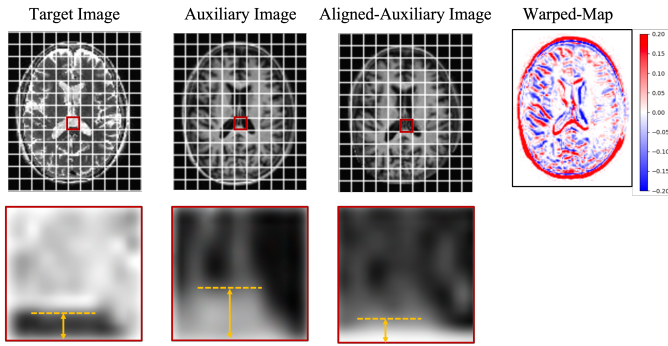 Target Image
Auxiliary Image
Aligned-Auxiliary Image
Warped-Map
0.20
0.15
0.10
0.05
0.00
−0.05
−0.10
−0.15
−0.20